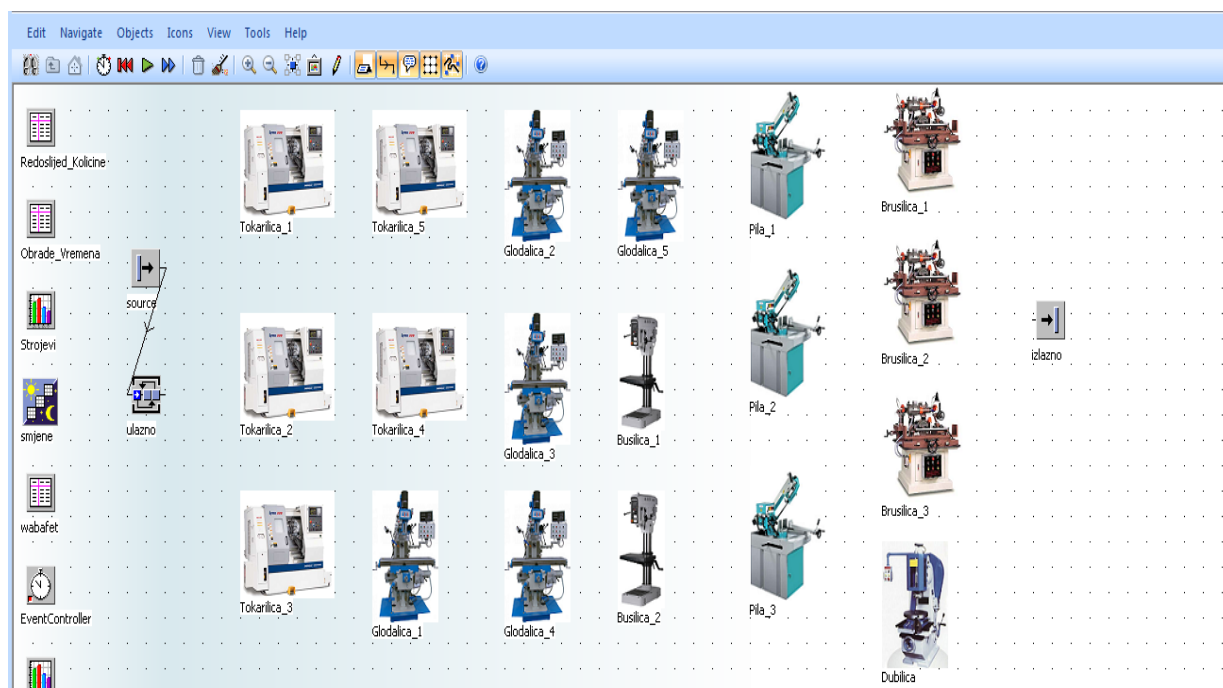 Edit Navigate Objects Icons View Tools Help
Redoslijed_Kolicine
Obrade_Vremena
Strojevi
smjene
wabafet
EventController
source
ulazno
Tokarilica_1
Tokarilica_5
Glodalica_2
Glodalica_5
Pila_1
Brusilica_1
Tokarilica_2
Tokarilica_4
Glodalica_3
Busilica_1
Pila_2
Brusilica_2
izlazno
Tokarilica_3
Glodalica_1
Glodalica_4
Busilica_2
Pila_3
Brusilica_3
Dubilica